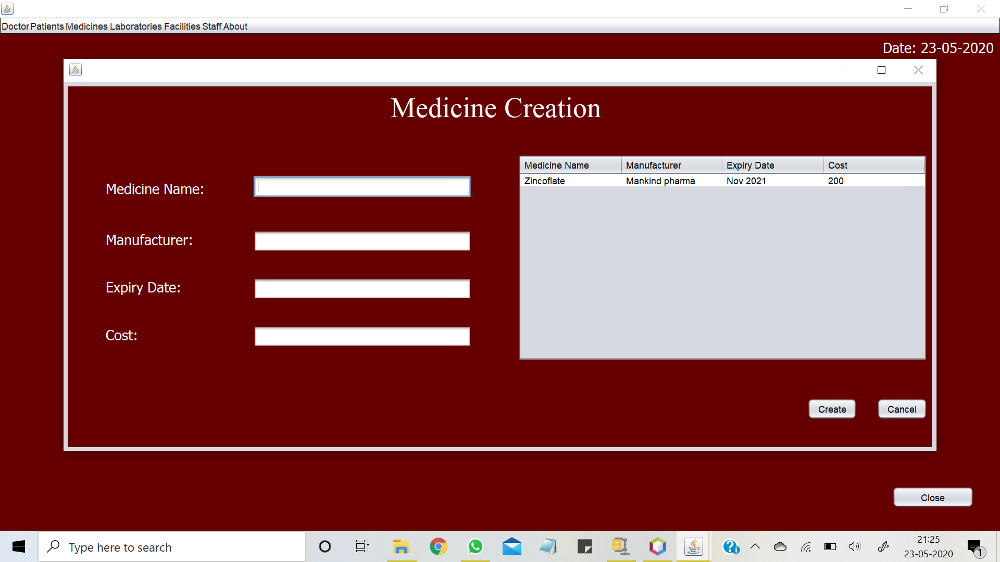 Doctor Patients Medicines Laboratories Facilities Staff About
Date: 23-05-2020
Medicine Creation
Medicine Name:
Manufacturer:
Expiry Date:
Cost:
Medicine Name Manufacturer Expiry Date Cost
Zincoflate Mankind pharma Nov 2021 200
Create Cancel
Close
Type here to search
21:25
23-05-2020
1